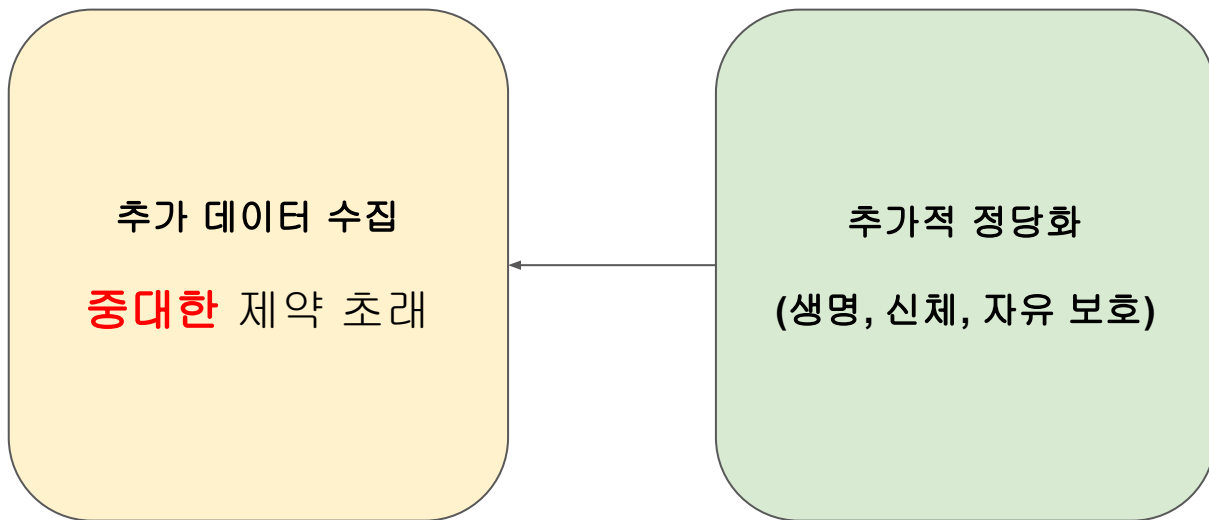 추가 데이터 수집
중대한 제약 초래
추가적 정당화
(생명, 신체, 자유 보호)